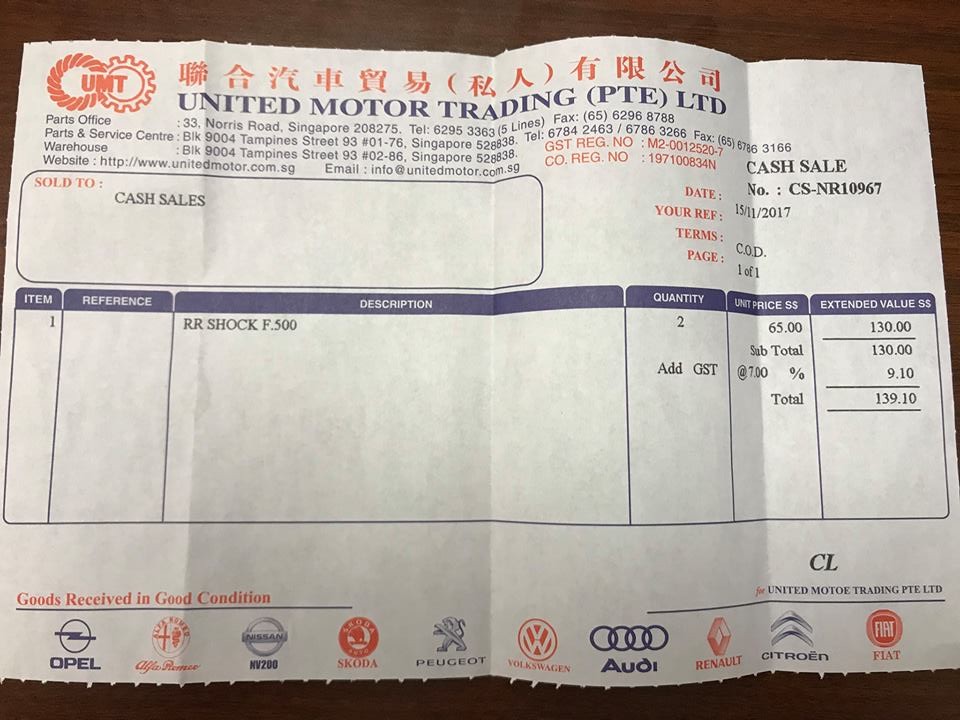 UMT
聯合汽車貿易(私人)有限公司
UNITED MOTOR TRADING (PTE) LTD
Parts Office : 33, Norris Road, Singapore 208275. Tel: 6295 3363 (5 Lines) Fax: (65) 6296 8788
Parts & Service Centre : Blk 9004 Tampines Street 93 #01-76, Singapore 528838. Tel: 6784 2463 / 6786 3266 Fax: (65) 6786 3166
Warehouse : Blk 9004 Tampines Street 93 #02-86, Singapore 528838.
Website : http://www.unitedmotor.com.sg Email : info@unitedmotor.com.sg
GST REG. NO : M2-0012520-7
CO. REG. NO : 197100834N
CASH SALE
No. : CS-NR10967
SOLD TO :
CASH SALES
DATE : 15/11/2017
YOUR REF :
TERMS : C.O.D.
PAGE : 1 of 1
ITEM REFERENCE DESCRIPTION QUANTITY UNIT PRICE S$ EXTENDED VALUE S$
1 RR SHOCK F.500 2 65.00 130.00
Sub Total 130.00
Add GST @7.00 % 9.10
Total 139.10
CL
for UNITED MOTOE TRADING PTE LTD
Goods Received in Good Condition
OPEL
ALFA ROMEO
Alfa Romeo
NISSAN
NV200
SKODA
SKODA
PEUGEOT
VOLKSWAGEN
Audi
RENAULT
CITROËN
FIAT
FIAT